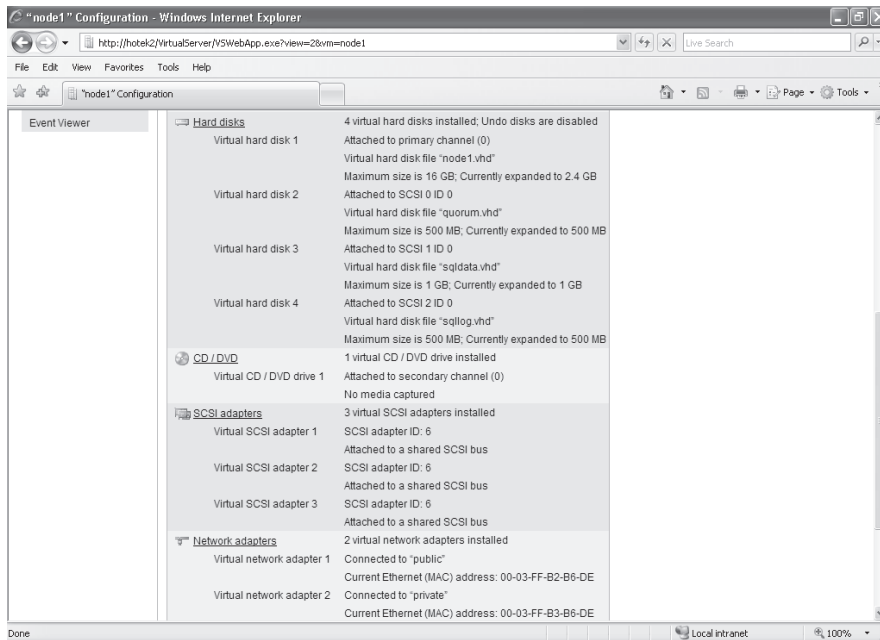 "node1" Configuration - Windows Internet Explorer
http://hotek2/VirtualServer/VSWebApp.exe?view=2&vm=node1
Live Search
File Edit View Favorites Tools Help
"node1" Configuration
Page Tools
Event Viewer
Hard disks 4 virtual hard disks installed; Undo disks are disabled
Virtual hard disk 1 Attached to primary channel (0)
Virtual hard disk file "node1.vhd"
Maximum size is 16 GB; Currently expanded to 2.4 GB
Virtual hard disk 2 Attached to SCSI 0 ID 0
Virtual hard disk file "quorum.vhd"
Maximum size is 500 MB; Currently expanded to 500 MB
Virtual hard disk 3 Attached to SCSI 1 ID 0
Virtual hard disk file "sqldata.vhd"
Maximum size is 1 GB; Currently expanded to 1 GB
Virtual hard disk 4 Attached to SCSI 2 ID 0
Virtual hard disk file "sqllog.vhd"
Maximum size is 500 MB; Currently expanded to 500 MB
CD / DVD 1 virtual CD / DVD drive installed
Virtual CD / DVD drive 1 Attached to secondary channel (0)
No media captured
SCSI adapters 3 virtual SCSI adapters installed
Virtual SCSI adapter 1 SCSI adapter ID: 6
Attached to a shared SCSI bus
Virtual SCSI adapter 2 SCSI adapter ID: 6
Attached to a shared SCSI bus
Virtual SCSI adapter 3 SCSI adapter ID: 6
Attached to a shared SCSI bus
Network adapters 2 virtual network adapters installed
Virtual network adapter 1 Connected to "public"
Current Ethernet (MAC) address: 00-03-FF-B2-B6-DE
Virtual network adapter 2 Connected to "private"
Current Ethernet (MAC) address: 00-03-FF-B3-B6-DE
Done Local intranet 100%